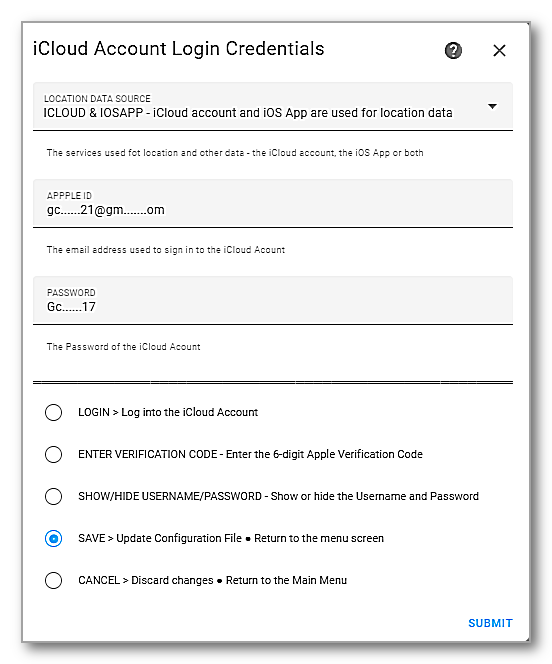 iCloud Account Login Credentials
LOCATION DATA SOURCE
ICLOUD & IOSAPP - iCloud account and iOS App are used for location data
The services used fot location and other data - the iCloud account, the iOS App or both
APPPLE ID
gc......21@gm.......om
The email address used to sign in to the iCloud Acount
PASSWORD
Gc......17
The Password of the iCloud Acount
LOGIN > Log into the iCloud Account
ENTER VERIFICATION CODE - Enter the 6-digit Apple Verification Code
SHOW/HIDE USERNAME/PASSWORD - Show or hide the Username and Password
SAVE > Update Configuration File ● Return to the menu screen
CANCEL > Discard changes ● Return to the Main Menu
SUBMIT